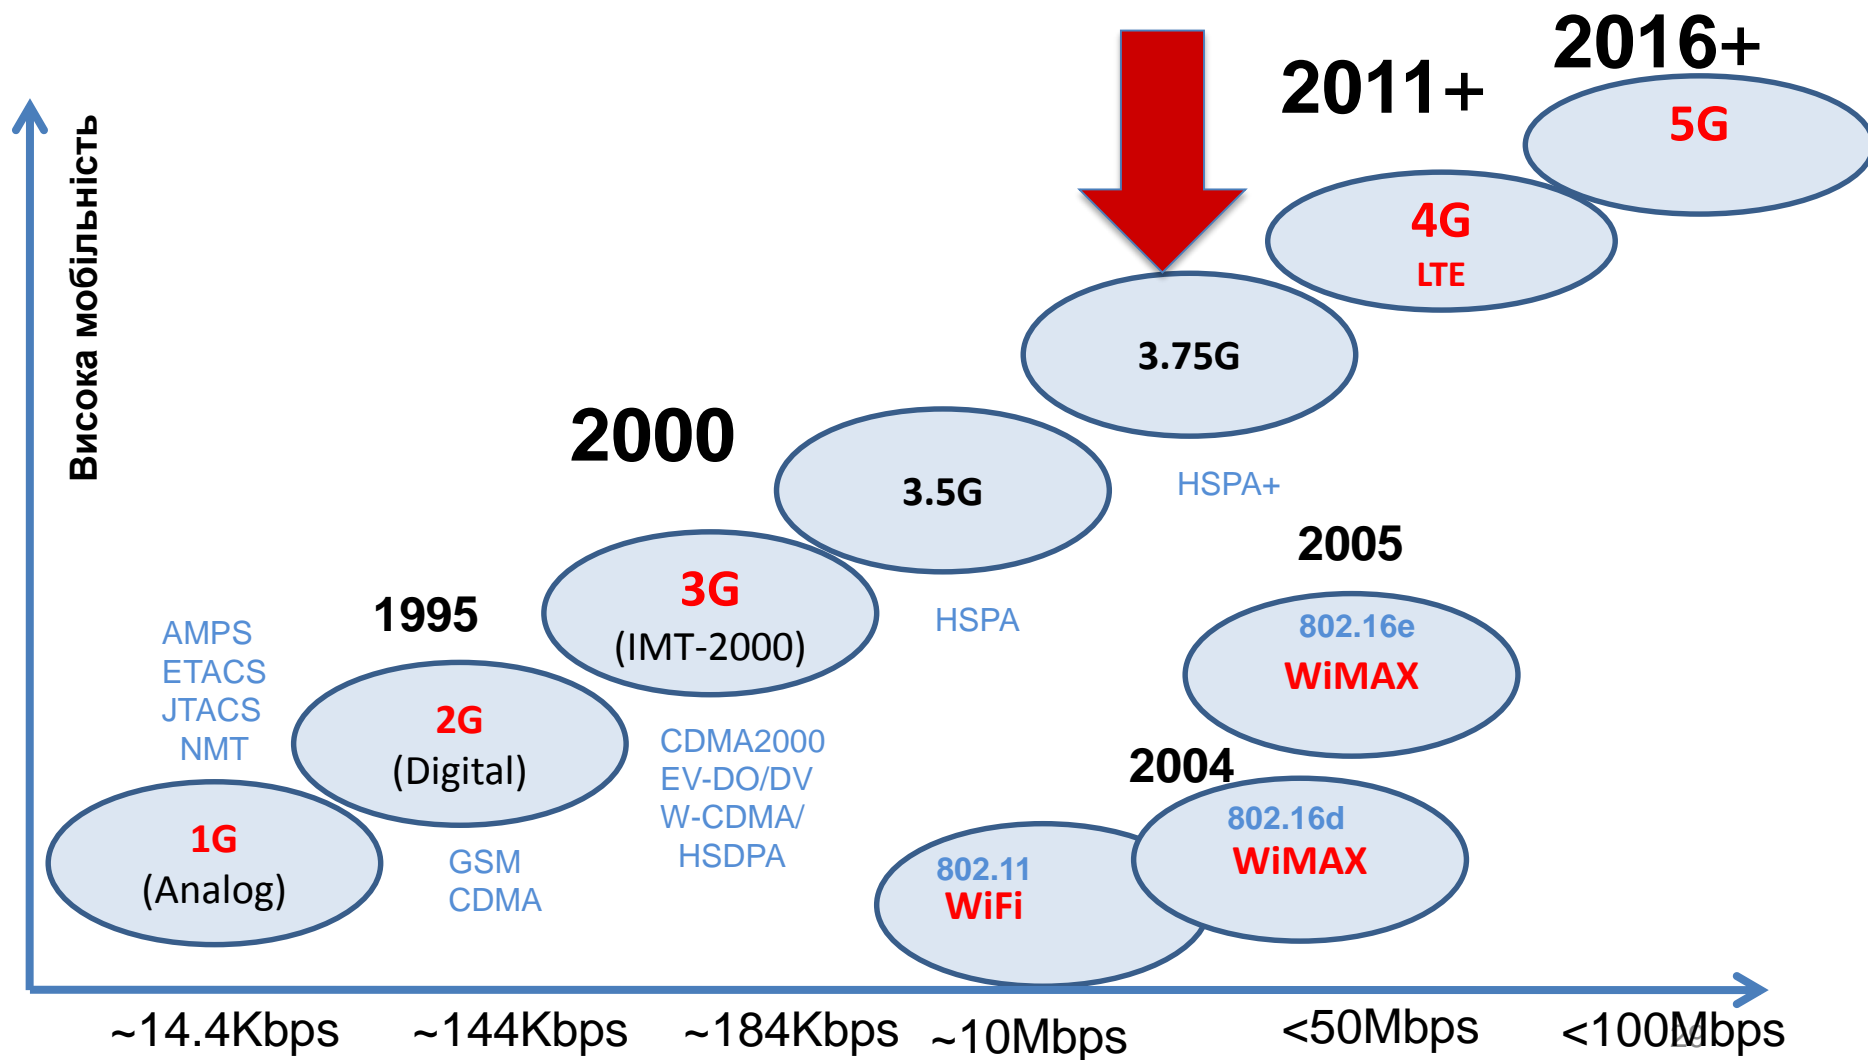 2016+
2011+
5G
4G
LTE
Висока мобільність
3.75G
2000
3.5G
HSPA+
2005
1995
3G
(IMT-2000)
HSPA
802.16e
WiMAX
AMPS
ETACS
JTACS
NMT
2G
(Digital)
CDMA2000
EV-DO/DV
W-CDMA/
HSDPA
2004
802.16d
WiMAX
1G
(Analog)
GSM
CDMA
802.11
WiFi
~14.4Kbps
~144Kbps
~184Kbps
~10Mbps
<50Mbps
<100Mbps